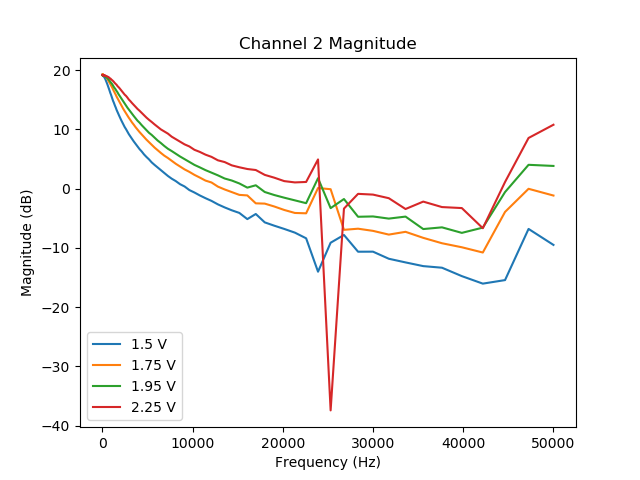 Channel 2 Magnitude
Magnitude (dB)
20
10
0
−10
−20
−30
−40
1.5 V
1.75 V
1.95 V
2.25 V
0 10000 20000 30000 40000 50000
Frequency (Hz)